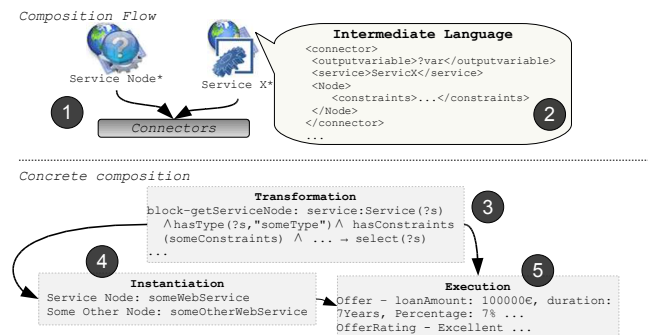 Composition Flow
Service Node*
Service X*
1
Connectors
Intermediate Language
<connector>
<outputvariable>?var</outputvariable>
<service>ServicX</service>
<Node>
<constraints>...</constraints>
</Node>
</connector>
...
2
Concrete composition
Transformation
block-getServiceNode: service:Service(?s)
∧hasType(?s,"someType")∧ hasConstraints
(someConstraints) ∧ ... → select(?s)
...
3
4
Instantiation
Service Node: someWebService
Some Other Node: someOtherWebService
5
Execution
Offer - loanAmount: 100000€, duration:
7Years, Percentage: 7% ...
OfferRating - Excellent ...